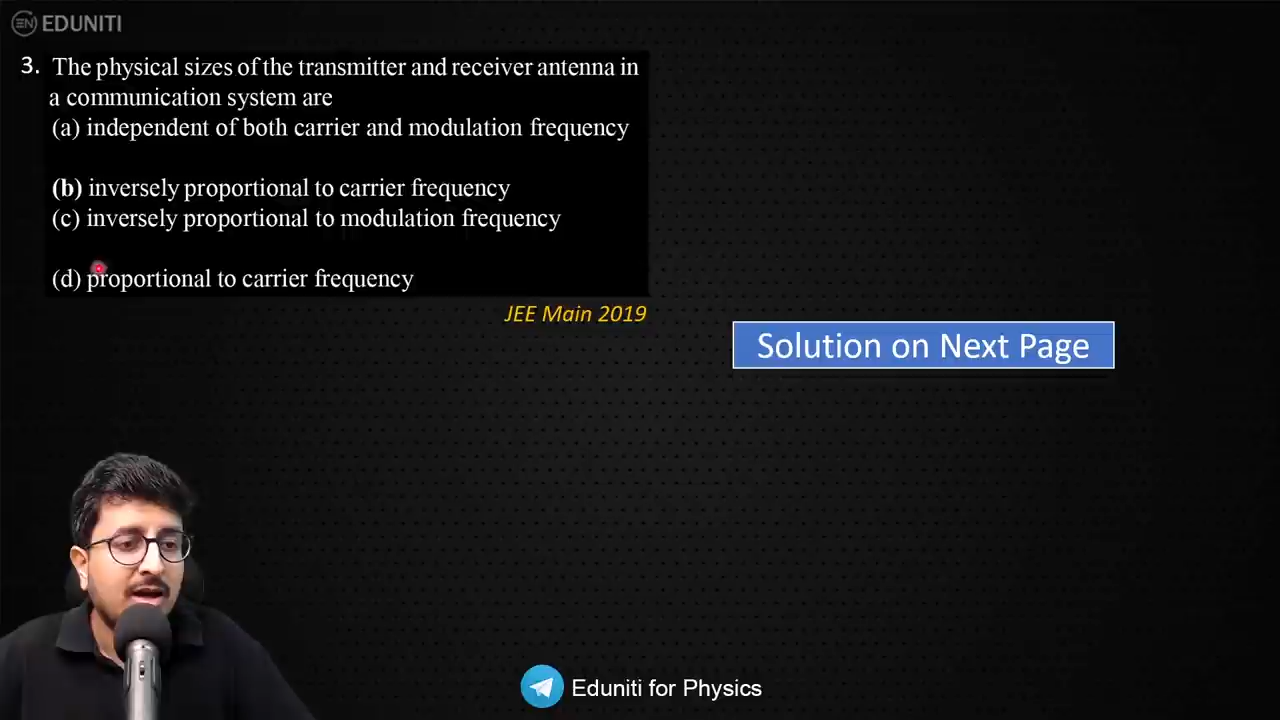 EN EDUNITI
3. The physical sizes of the transmitter and receiver antenna in
a communication system are
(a) independent of both carrier and modulation frequency
(b) inversely proportional to carrier frequency
(c) inversely proportional to modulation frequency
(d) proportional to carrier frequency
JEE Main 2019
Solution on Next Page
Eduniti for Physics